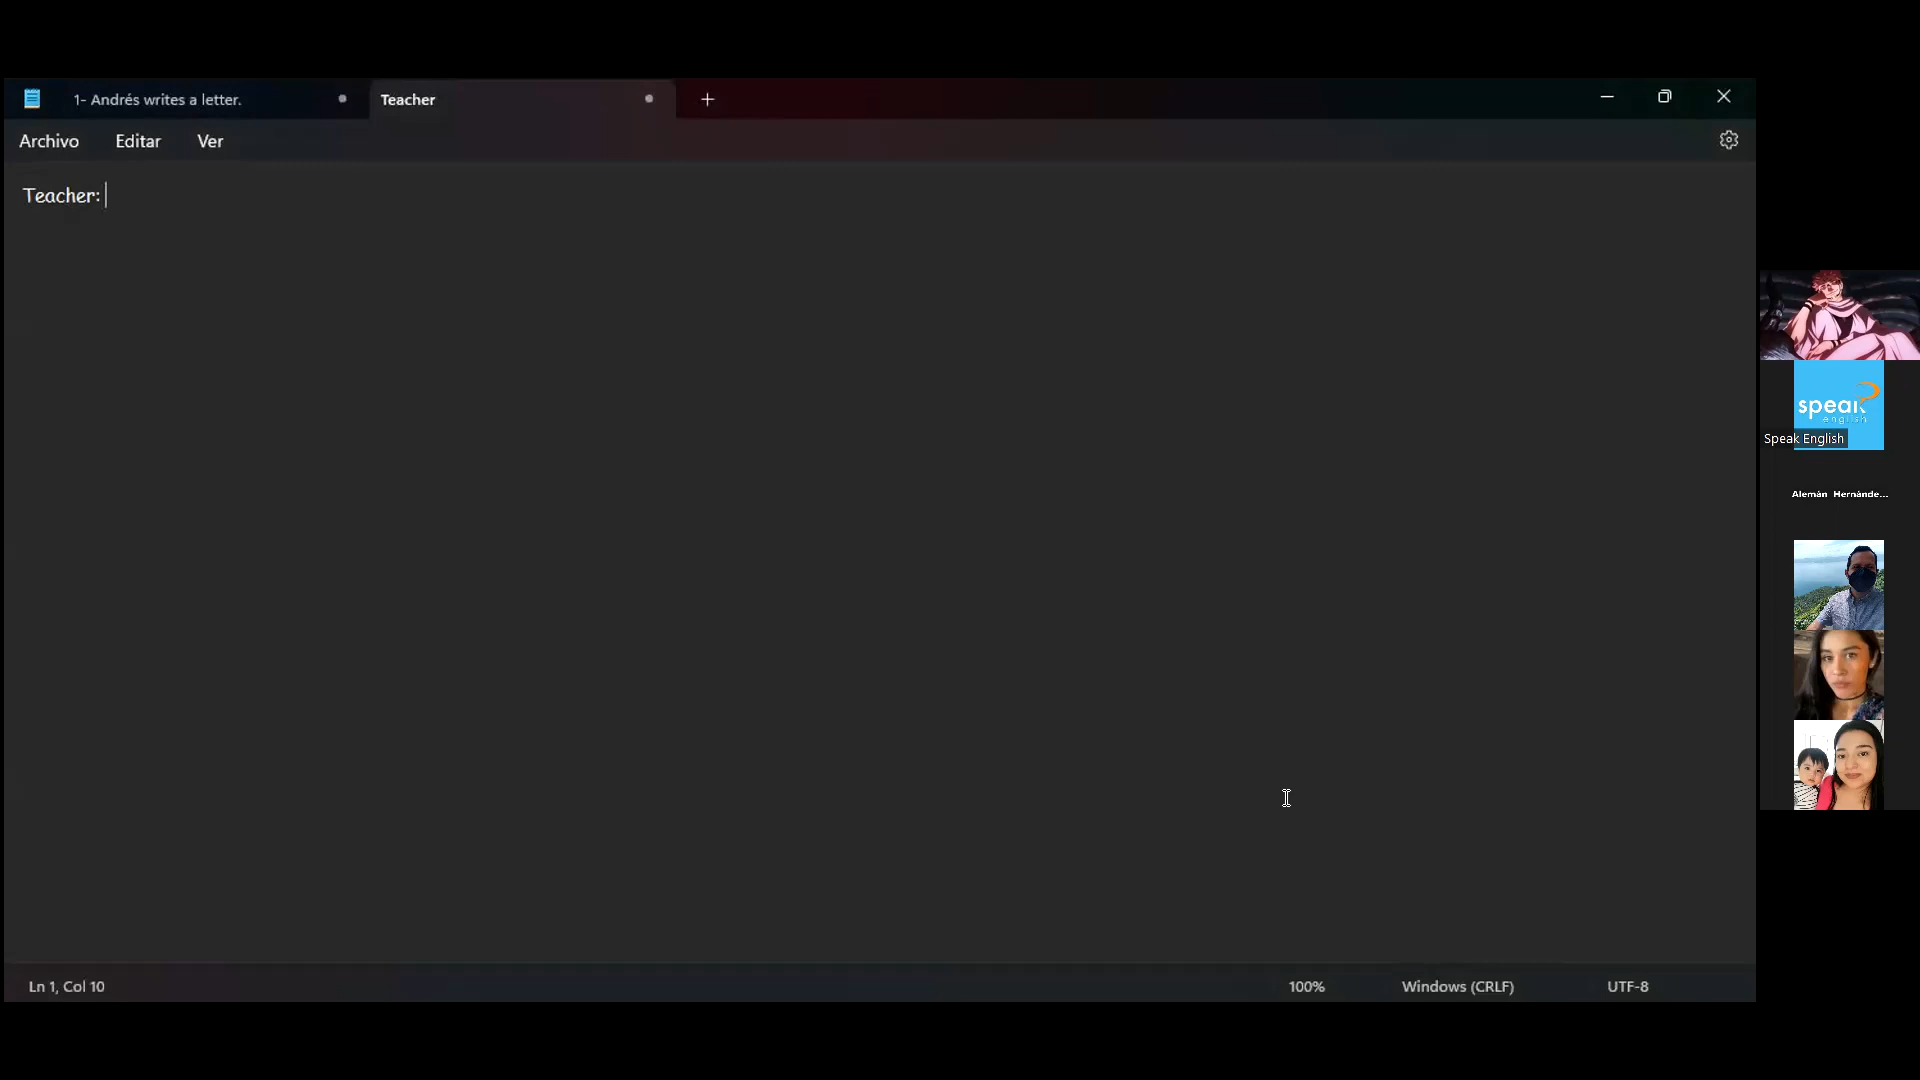 1- Andrés writes a letter.
Teacher
Archivo
Editar
Ver
Teacher:
speak
english
Speak English
Alemán Hernánde...
Ln 1, Col 10
100%
Windows (CRLF)
UTF-8